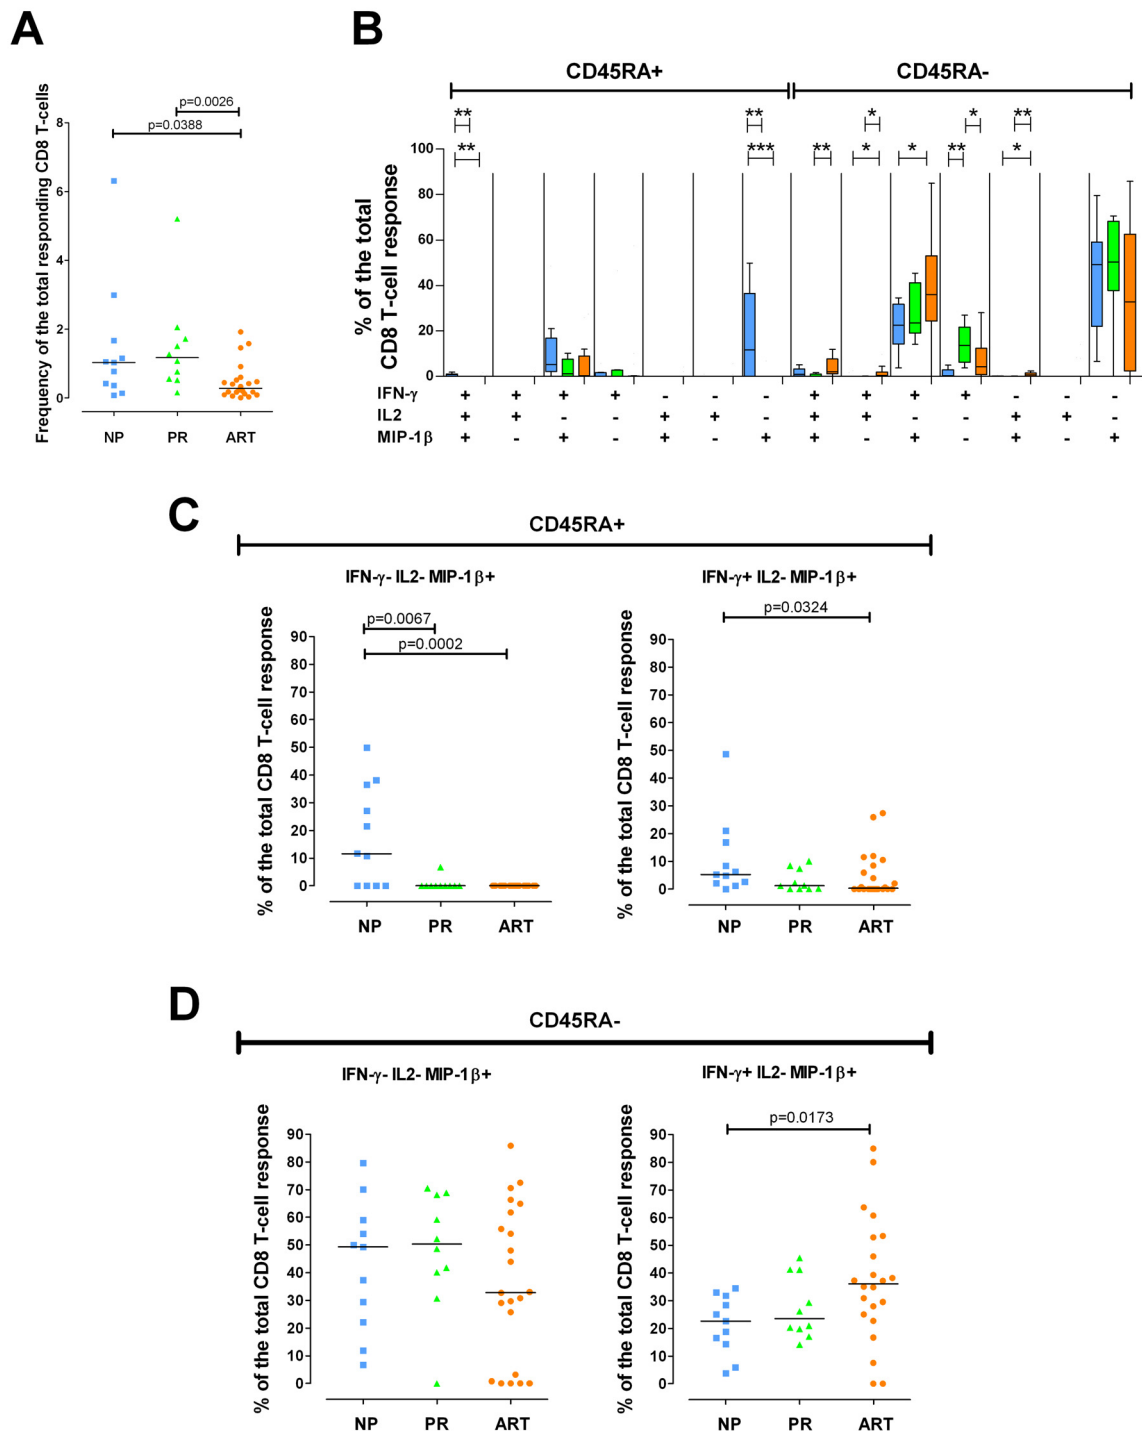 A
Frequency of the total responding CD8 T-cells
p=0.0026
p=0.0388
8
6
4
2
0
NP PR ART
B
CD45RA+ CD45RA-
% of the total
CD8 T-cell response
** ** * ** *
** *** ** * * ** *
100
80
60
40
20
0
IFN-γ + + + + - - - + + + + - - -
IL2 + + - - + + - + + - - + + -
MIP-1β + - + - + - + + - + - + - +
C
CD45RA+
IFN-γ- IL2- MIP-1β+
% of the total CD8 T-cell response
p=0.0067
p=0.0002
90
80
70
60
50
40
30
20
10
0
NP PR ART
IFN-γ+ IL2- MIP-1β+
% of the total CD8 T-cell response
p=0.0324
90
80
70
60
50
40
30
20
10
0
NP PR ART
D
CD45RA-
IFN-γ- IL2- MIP-1β+
% of the total CD8 T-cell response
90
80
70
60
50
40
30
20
10
0
NP PR ART
IFN-γ+ IL2- MIP-1β+
% of the total CD8 T-cell response
p=0.0173
90
80
70
60
50
40
30
20
10
0
NP PR ART